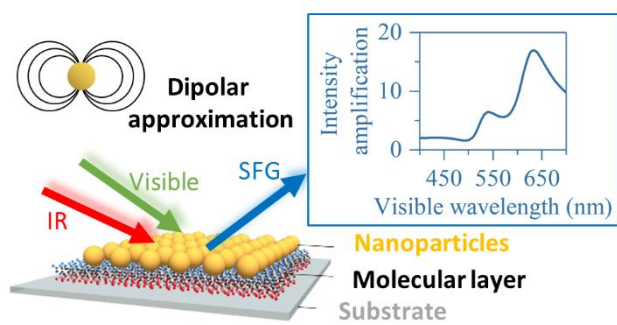 Dipolar
approximation
Visible
SFG
IR
Nanoparticles
Molecular layer
Substrate
Intensity
amplification
20
10
0
450 550 650
Visible wavelength (nm)